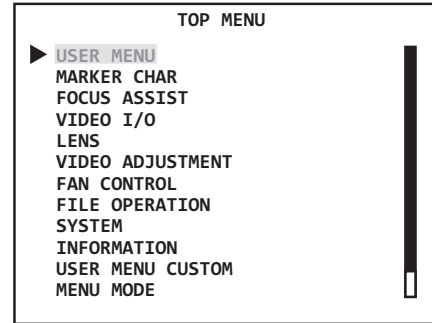 TOP MENU
USER MENU
MARKER CHAR
FOCUS ASSIST
VIDEO I/O
LENS
VIDEO ADJUSTMENT
FAN CONTROL
FILE OPERATION
SYSTEM
INFORMATION
USER MENU CUSTOM
MENU MODE